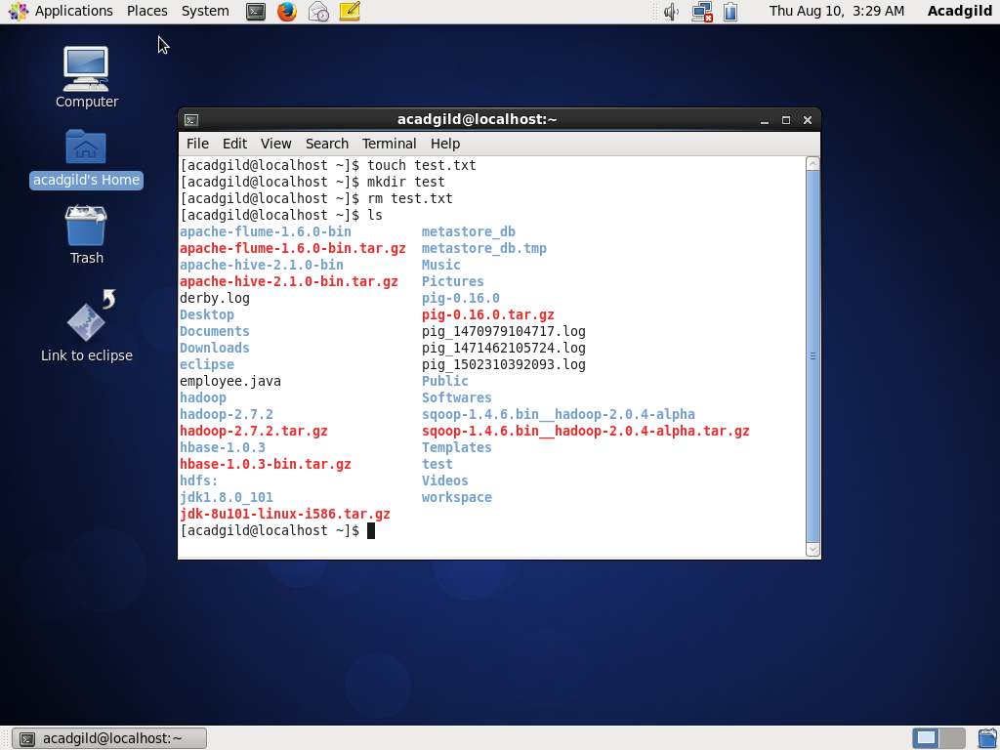 Applications Places System Thu Aug 10, 3:29 AM Acadgild
Computer
acadgild's Home
Trash
Link to eclipse
acadgild@localhost:~
File Edit View Search Terminal Help
[acadgild@localhost ~]$ touch test.txt
[acadgild@localhost ~]$ mkdir test
[acadgild@localhost ~]$ rm test.txt
[acadgild@localhost ~]$ ls
apache-flume-1.6.0-bin metastore_db
apache-flume-1.6.0-bin.tar.gz metastore_db.tmp
apache-hive-2.1.0-bin Music
apache-hive-2.1.0-bin.tar.gz Pictures
derby.log pig-0.16.0
Desktop pig-0.16.0.tar.gz
Documents pig_1470979104717.log
Downloads pig_1471462105724.log
eclipse pig_1502310392093.log
employee.java Public
hadoop Softwares
hadoop-2.7.2 sqoop-1.4.6.bin__hadoop-2.0.4-alpha
hadoop-2.7.2.tar.gz sqoop-1.4.6.bin__hadoop-2.0.4-alpha.tar.gz
hbase-1.0.3 Templates
hbase-1.0.3-bin.tar.gz test
hdfs: Videos
jdk1.8.0_101 workspace
jdk-8u101-linux-i586.tar.gz
[acadgild@localhost ~]$
acadgild@localhost:~